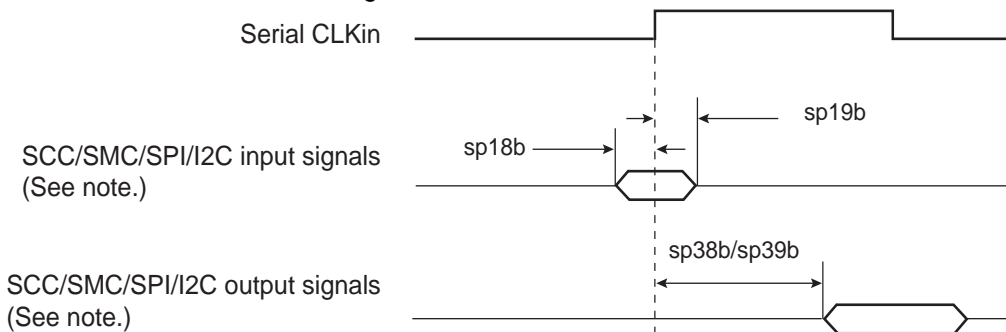 Serial CLKin
sp19b
sp18b
SCC/SMC/SPI/I2C input signals
(See note.)
sp38b/sp39b
SCC/SMC/SPI/I2C output signals
(See note.)